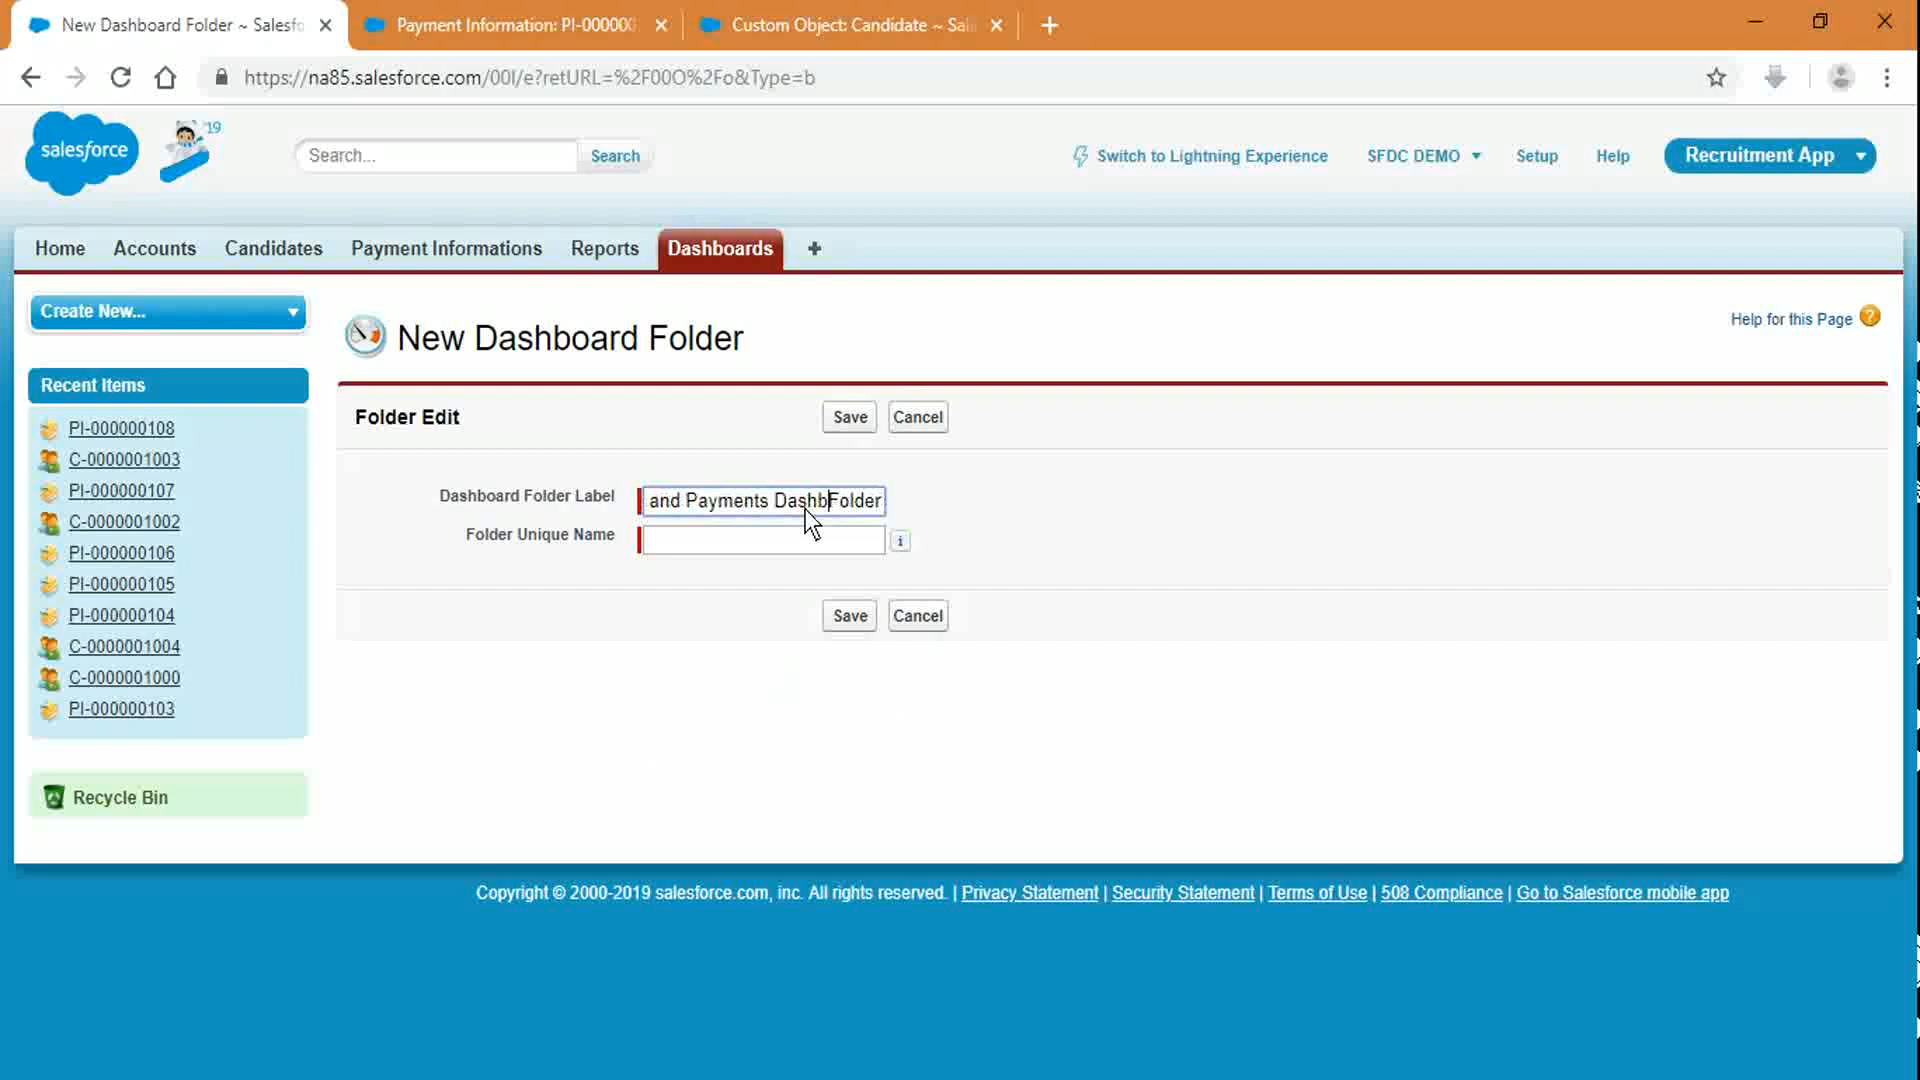 New Dashboard Folder ~ Salesfo
Payment Information: PI-000000
Custom Object: Candidate ~ Sal
https://na85.salesforce.com/00l/e?retURL=%2F00O%2Fo&Type=b
salesforce
'19
Search...
Search
Switch to Lightning Experience
SFDC DEMO
Setup
Help
Recruitment App
Home
Accounts
Candidates
Payment Informations
Reports
Dashboards
Create New...
New Dashboard Folder
Help for this Page
Recent Items
PI-000000108
C-0000001003
PI-000000107
C-0000001002
PI-000000106
PI-000000105
PI-000000104
C-0000001004
C-0000001000
PI-000000103
Recycle Bin
Folder Edit
Save
Cancel
Dashboard Folder Label
and Payments DashbFolder
Folder Unique Name
i
Save
Cancel
Copyright © 2000-2019 salesforce.com, inc. All rights reserved. | Privacy Statement | Security Statement | Terms of Use | 508 Compliance | Go to Salesforce mobile app